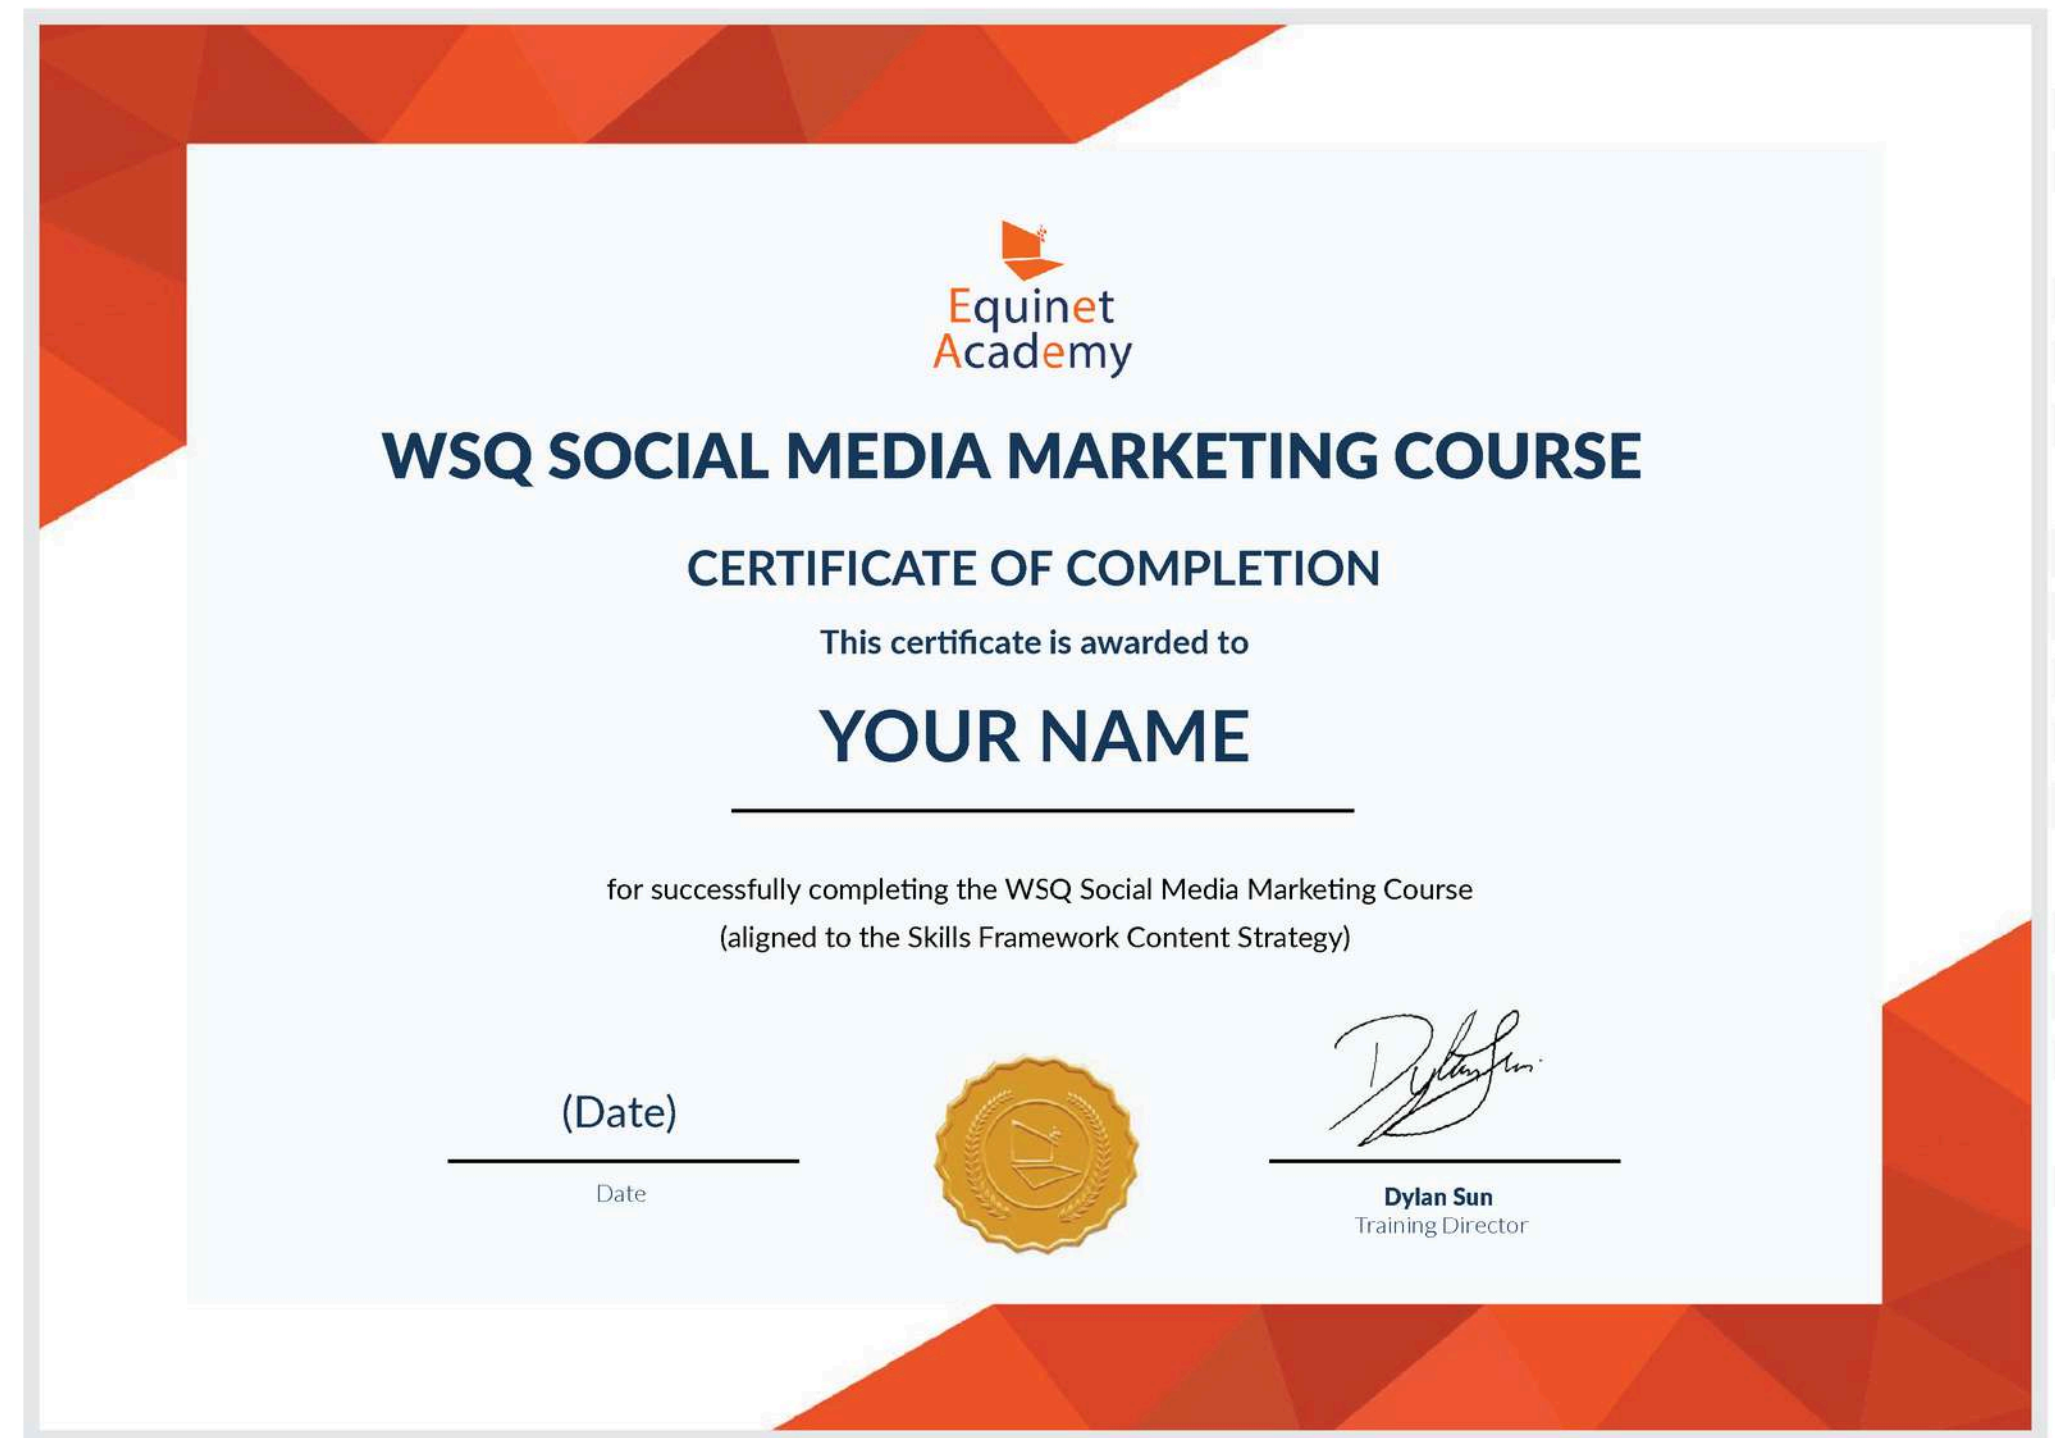 Equinet
Academy
WSQ SOCIAL MEDIA MARKETING COURSE
CERTIFICATE OF COMPLETION
This certificate is awarded to
YOUR NAME
for successfully completing the WSQ Social Media Marketing Course
(aligned to the Skills Framework Content Strategy)
(Date)
Date
Dylan Sun
Dylan Sun
Training Director